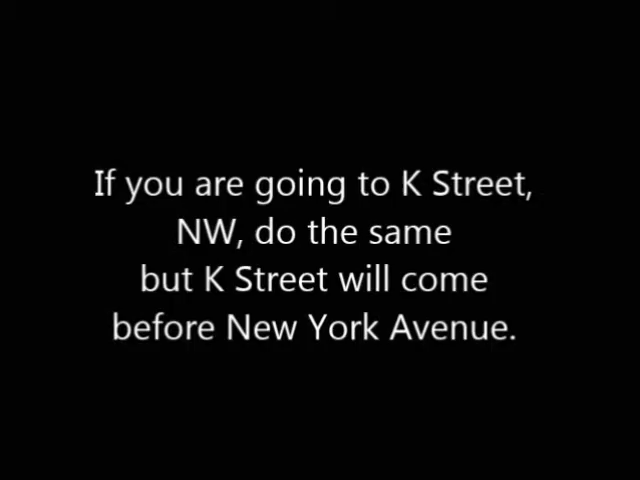 If you are going to K Street,
NW, do the same
but K Street will come
before New York Avenue.